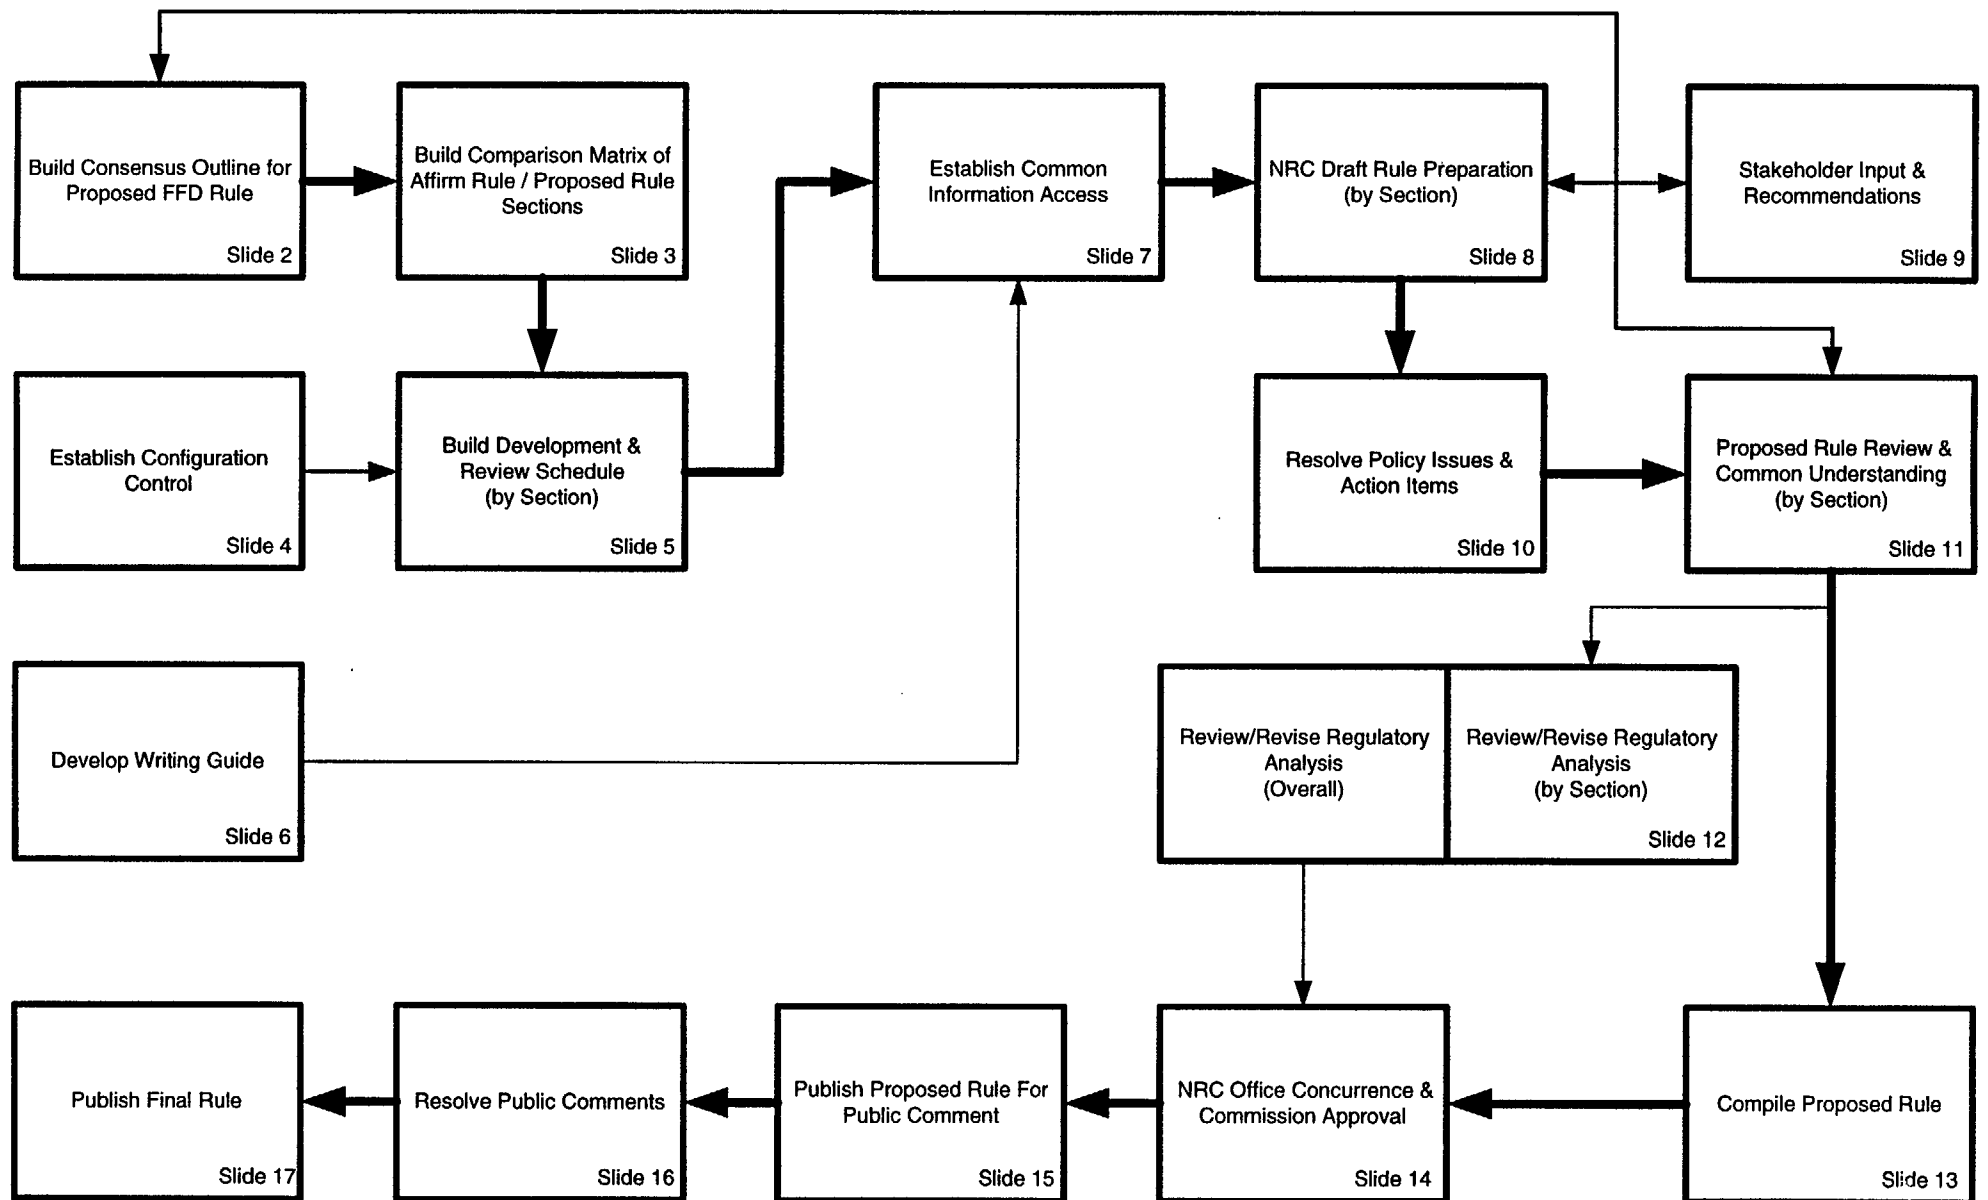 Build Consensus Outline for
Proposed FFD Rule
Slide 2
Build Comparison Matrix of
Affirm Rule / Proposed Rule
Sections
Slide 3
Establish Common
Information Access
Slide 7
NRC Draft Rule Preparation
(by Section)
Slide 8
Stakeholder Input &
Recommendations
Slide 9
Establish Configuration
Control
Slide 4
Build Development &
Review Schedule
(by Section)
Slide 5
Resolve Policy Issues &
Action Items
Slide 10
Proposed Rule Review &
Common Understanding
(by Section)
Slide 11
Develop Writing Guide
Slide 6
Review/Revise Regulatory
Analysis
(Overall)
Review/Revise Regulatory
Analysis
(by Section)
Slide 12
Publish Final Rule
Slide 17
Resolve Public Comments
Slide 16
Publish Proposed Rule For
Public Comment
Slide 15
NRC Office Concurrence &
Commission Approval
Slide 14
Compile Proposed Rule
Slide 13